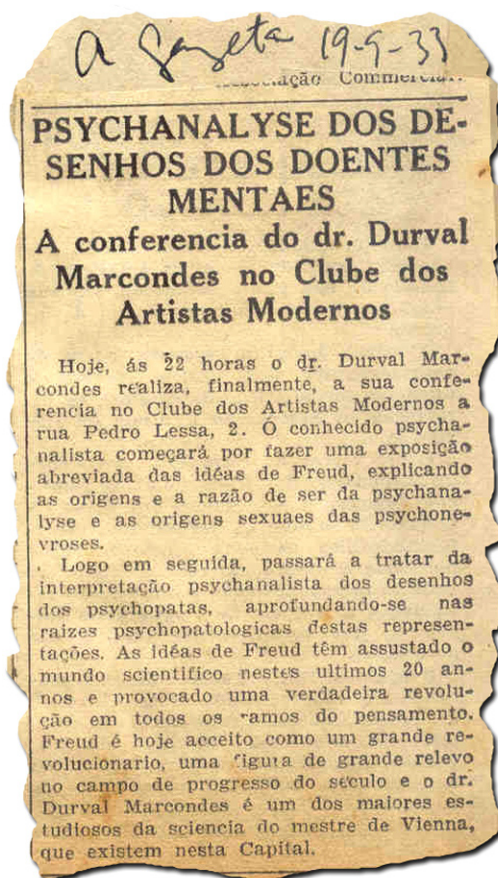 A Gazeta 19-9-33
ação Commercial.
PSYCHANALYSE DOS DE-
SENHOS DOS DOENTES
MENTAES
A conferencia do dr. Durval
Marcondes no Clube dos
Artistas Modernos
Hoje, ás 22 horas o dr. Durval Mar-
condes realiza, finalmente, a sua confe-
rencia no Clube dos Artistas Modernos a
rua Pedro Lessa, 2. O conhecido psycha-
nalista começará por fazer uma exposição
abreviada das idéas de Freud, explicando
as origens e a razão de ser da psychana-
lyse e as origens sexuaes das psychone-
vroses.
Logo em seguida, passará a tratar da
interpretação psychanalista dos desenhos
dos psychopatas, aprofundando-se nas
raizes psychopatologicas destas represen-
tações. As idéas de Freud têm assustado o
mundo scientifico nestes ultimos 20 an-
nos e provocado uma verdadeira revolu-
ção em todos os ramos do pensamento.
Freud é hoje acceito como um grande re-
volucionario, uma figura de grande relevo
no campo de progresso do seculo e o dr.
Durval Marcondes é um dos maiores es-
tudiosos da sciencia do mestre de Vienna,
que existem nesta Capital.